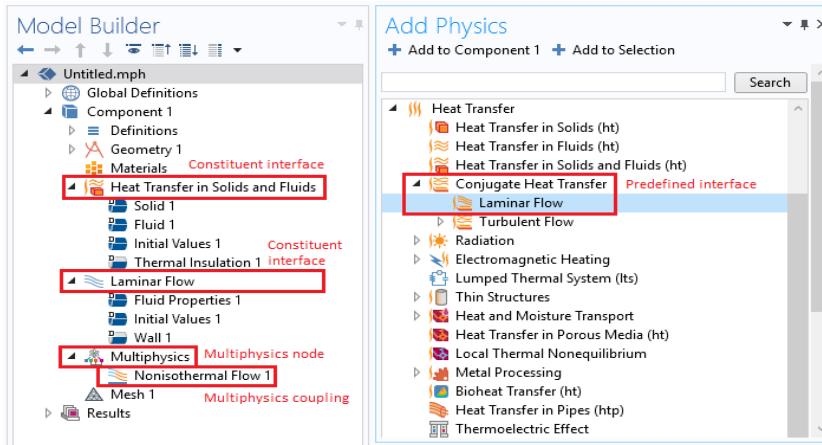 Model Builder
Untitled.mph
Global Definitions
Component 1
Definitions
Geometry 1
Materials
Constituent interface
Heat Transfer in Solids and Fluids
Solid 1
Fluid 1
Initial Values 1
Constituent
Thermal Insulation 1
interface
Laminar Flow
Fluid Properties 1
Initial Values 1
Wall 1
Multiphysics
Multiphysics node
Nonisothermal Flow 1
Mesh 1
Multiphysics coupling
Results
Add Physics
Add to Component 1
Add to Selection
Search
Heat Transfer
Heat Transfer in Solids (ht)
Heat Transfer in Fluids (ht)
Heat Transfer in Solids and Fluids (ht)
Conjugate Heat Transfer
Predefined interface
Laminar Flow
Turbulent Flow
Radiation
Electromagnetic Heating
Lumped Thermal System (lts)
Thin Structures
Heat and Moisture Transport
Heat Transfer in Porous Media (ht)
Local Thermal Nonequilibrium
Metal Processing
Bioheat Transfer (ht)
Heat Transfer in Pipes (htp)
Thermoelectric Effect